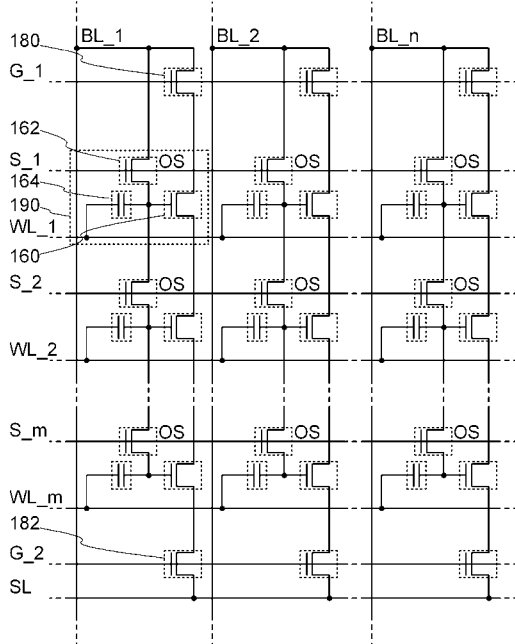 180 BL_1 BL_2 BL_n
G_1
162
S_1 OS OS OS
164
190
WL_1
160
S_2
OS OS OS
WL_2
S_m OS OS OS
WL_m
182
G_2
SL